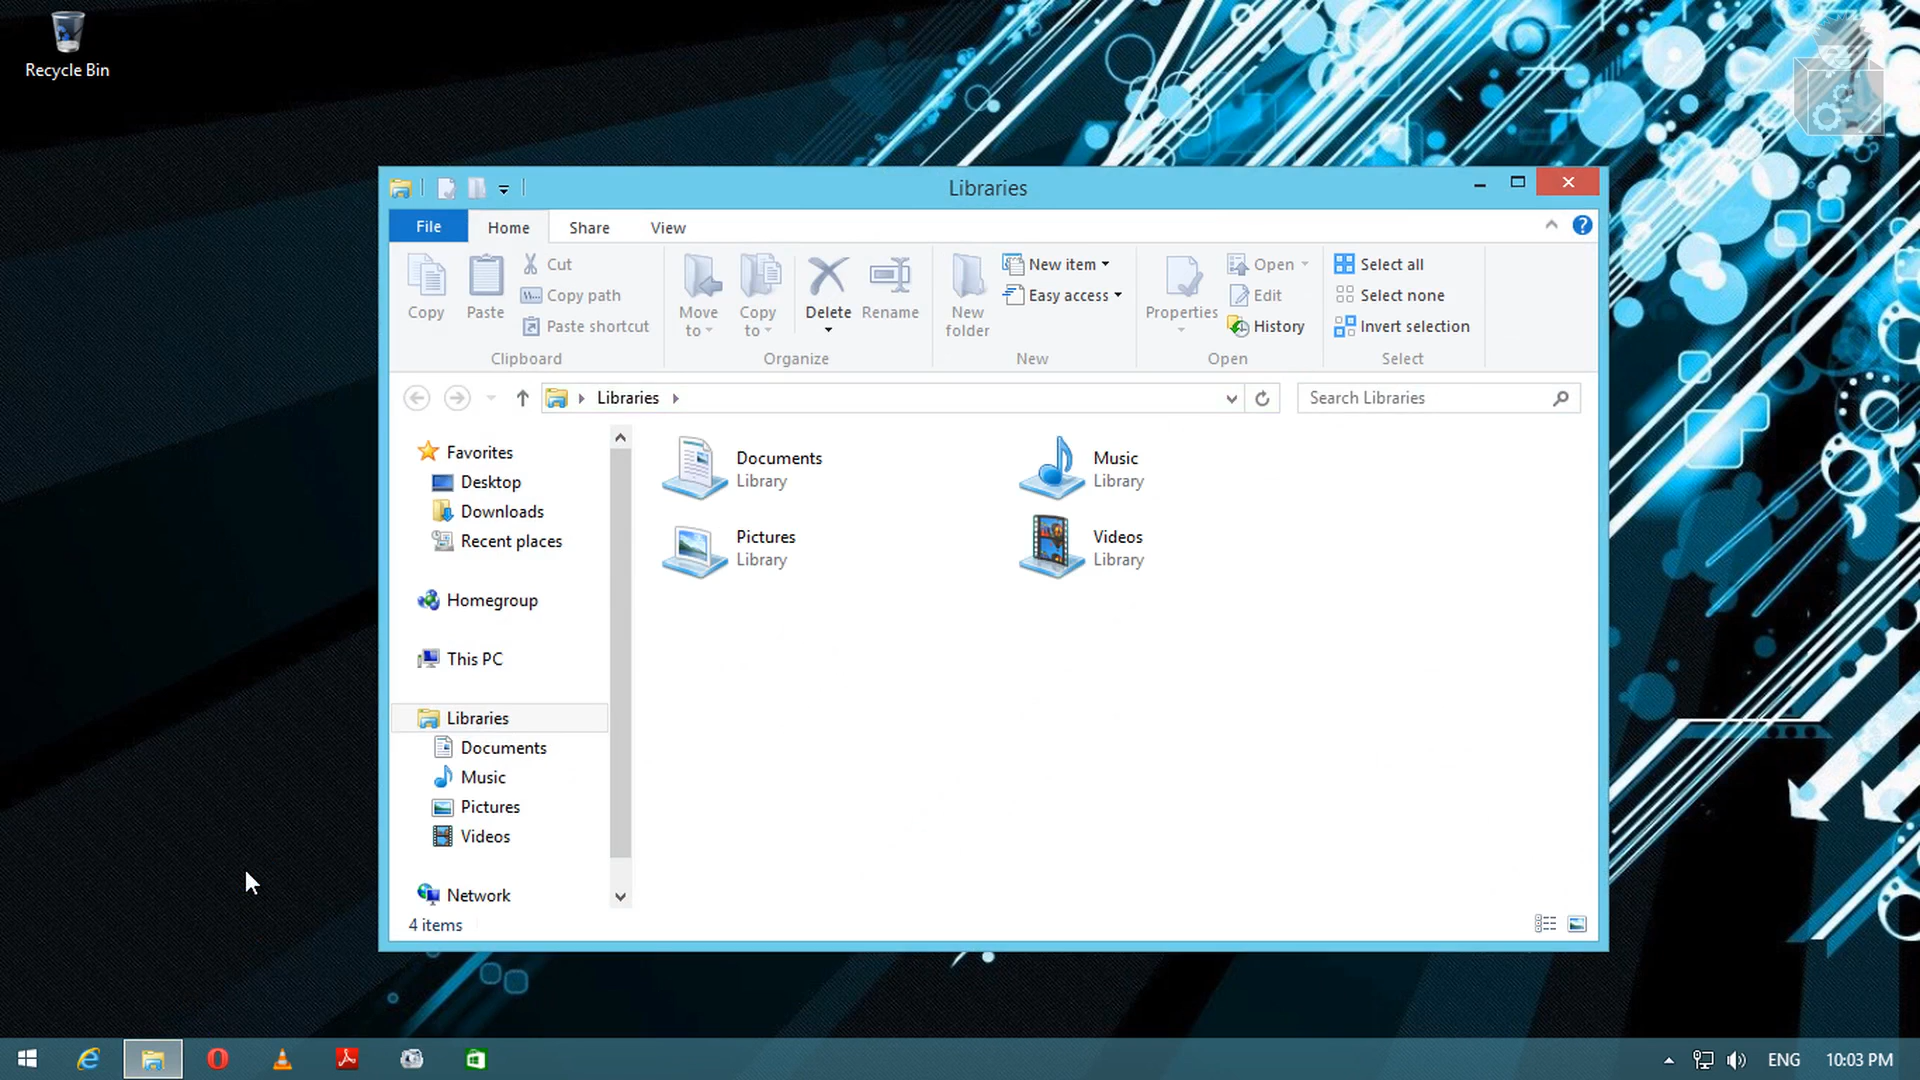 Recycle Bin
Libraries
File
Home
Share
View
Copy
Paste
Cut
Copy path
Paste shortcut
Clipboard
Move to
Copy to
Delete
Rename
Organize
New folder
New item
Easy access
New
Properties
Open
Edit
History
Open
Select all
Select none
Invert selection
Select
Libraries
Search Libraries
Favorites
Desktop
Downloads
Recent places
Homegroup
This PC
Libraries
Documents
Music
Pictures
Videos
Network
Documents
Library
Music
Library
Pictures
Library
Videos
Library
4 items
ENG
10:03 PM